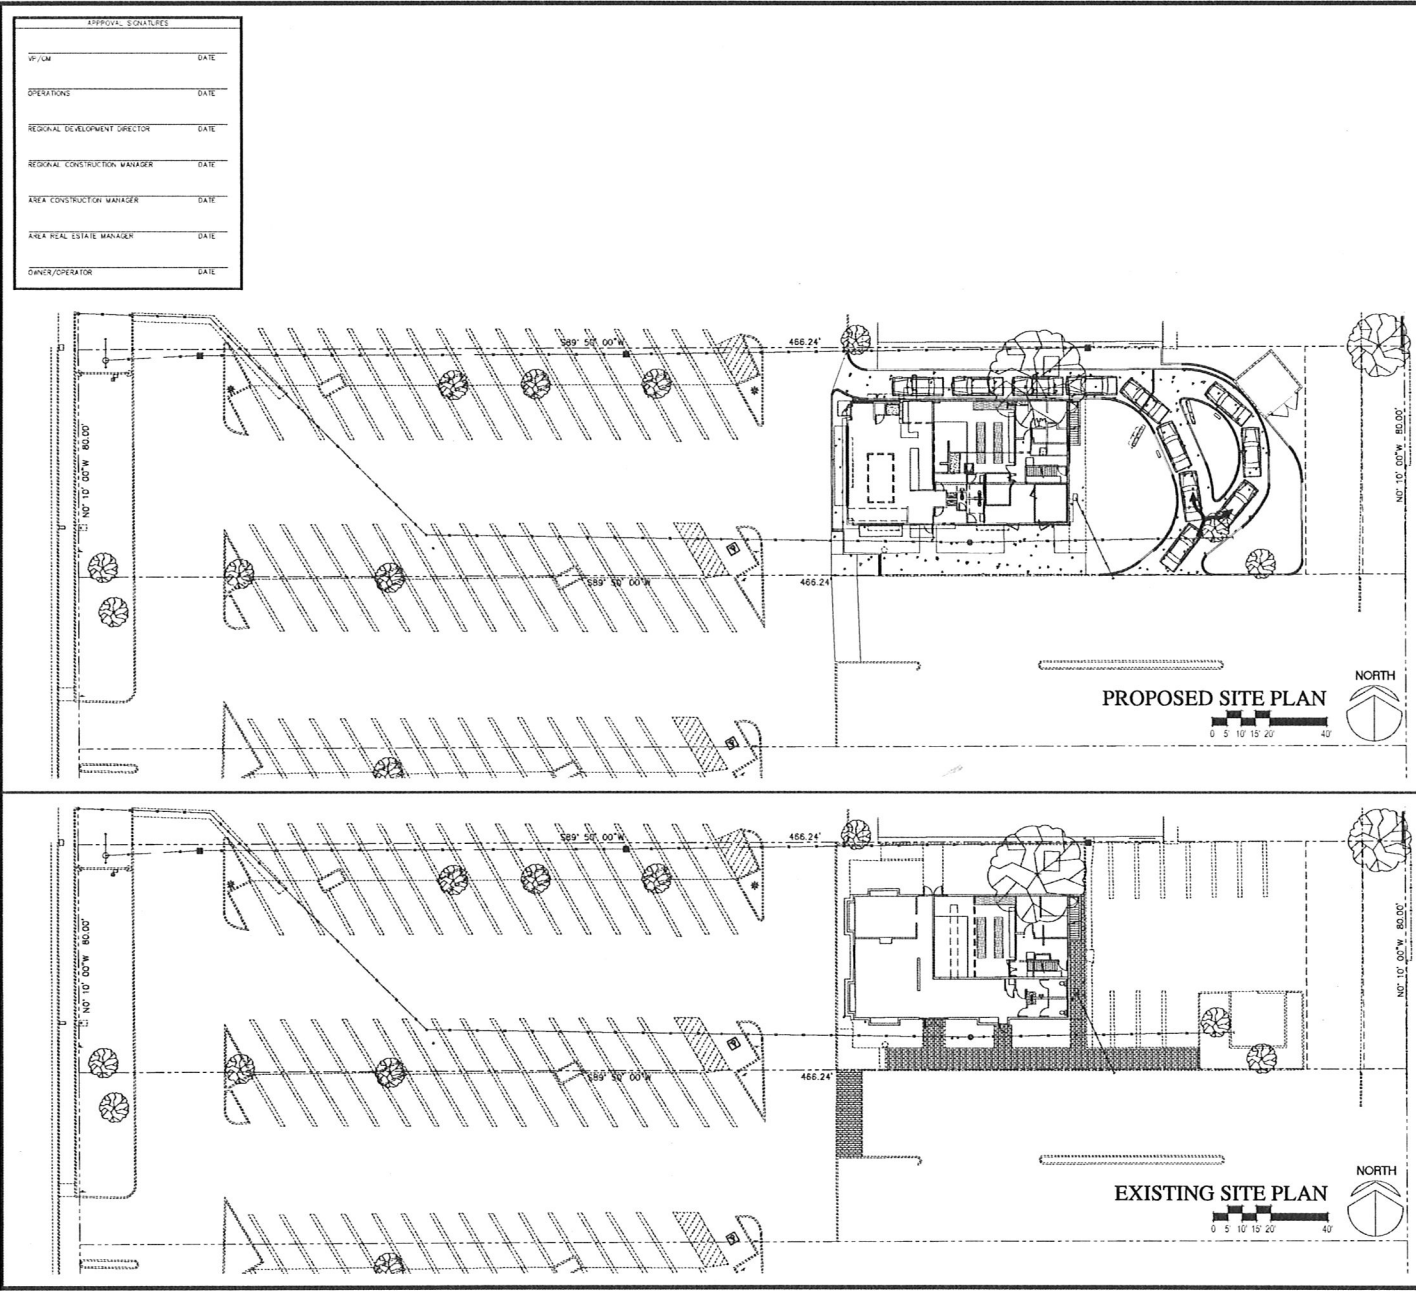 APPROVAL SIGNATURES
VP/CM DATE
OPERATIONS DATE
REGIONAL DEVELOPMENT DIRECTOR DATE
REGIONAL CONSTRUCTION MANAGER DATE
AREA CONSTRUCTION MANAGER DATE
AREA REAL ESTATE MANAGER DATE
OWNER/OPERATOR DATE
S89° 50' 00"W 466.24'
N0° 10' 00"W 80.00'
N0° 10' 00"W 80.00'
S89° 50' 00"W 466.24'
NORTH
PROPOSED SITE PLAN
0 5' 10' 15' 20' 40'
S89° 50' 00"W 466.24'
N0° 10' 00"W 80.00'
N0° 10' 00"W 80.00'
S89° 50' 00"W 466.24'
NORTH
EXISTING SITE PLAN
0 5' 10' 15' 20' 40'